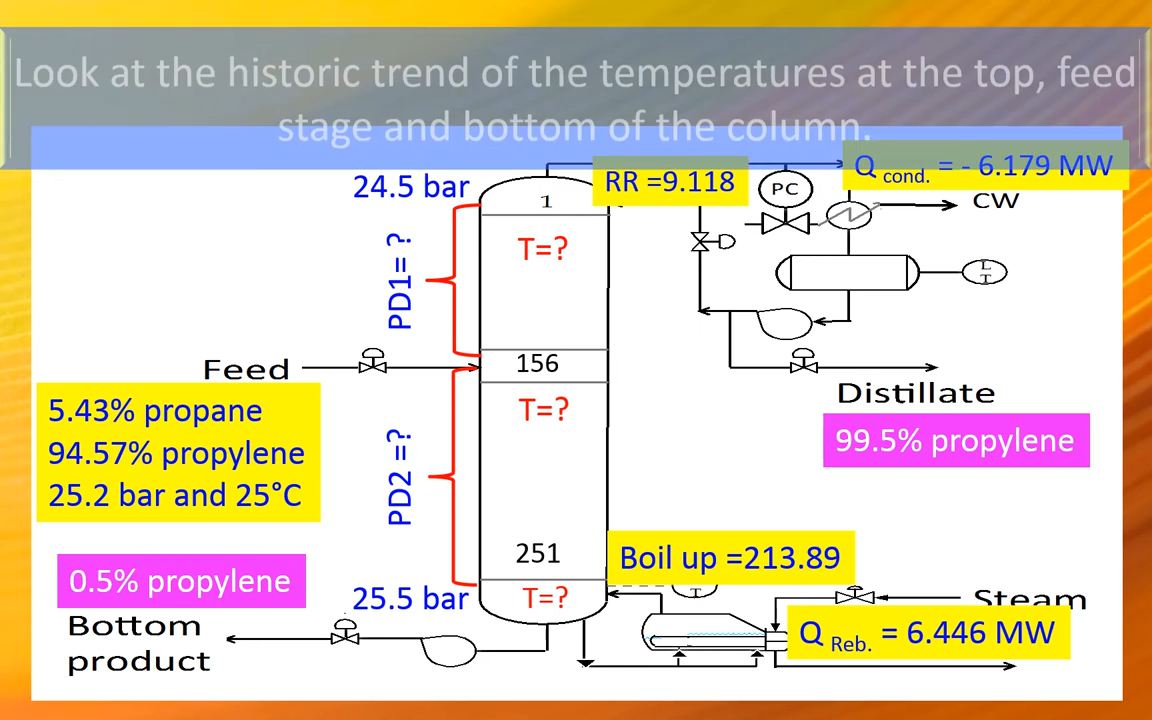 Look at the historic trend of the temperatures at the top, feed
stage and bottom of the column.
24.5 bar
RR =9.118
Q cond. = - 6.179 MW
PC
CW
1
T=?
PD1= ?
L
T
Feed
156
Distillate
5.43% propane
94.57% propylene
25.2 bar and 25°C
T=?
99.5% propylene
PD2 =?
251
Boil up =213.89
0.5% propylene
25.5 bar
T=?
T
Steam
Bottom
product
Q Reb. = 6.446 MW